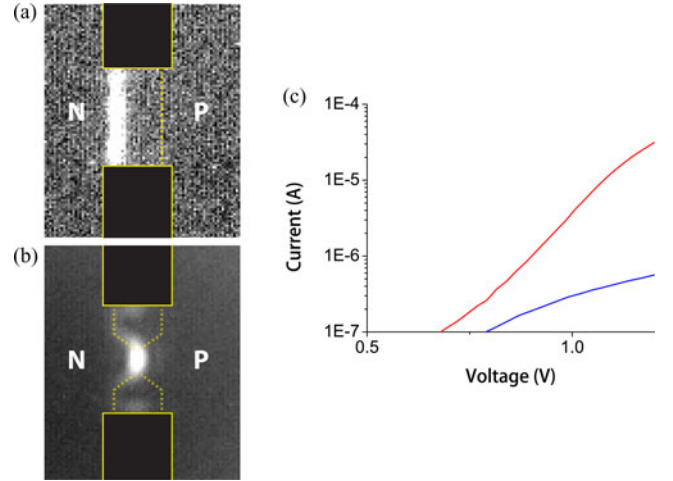 (a)
N P
(b)
N P
(c)
1E-4
1E-5
1E-6
1E-7
Current (A)
0.5 1.0
Voltage (V)